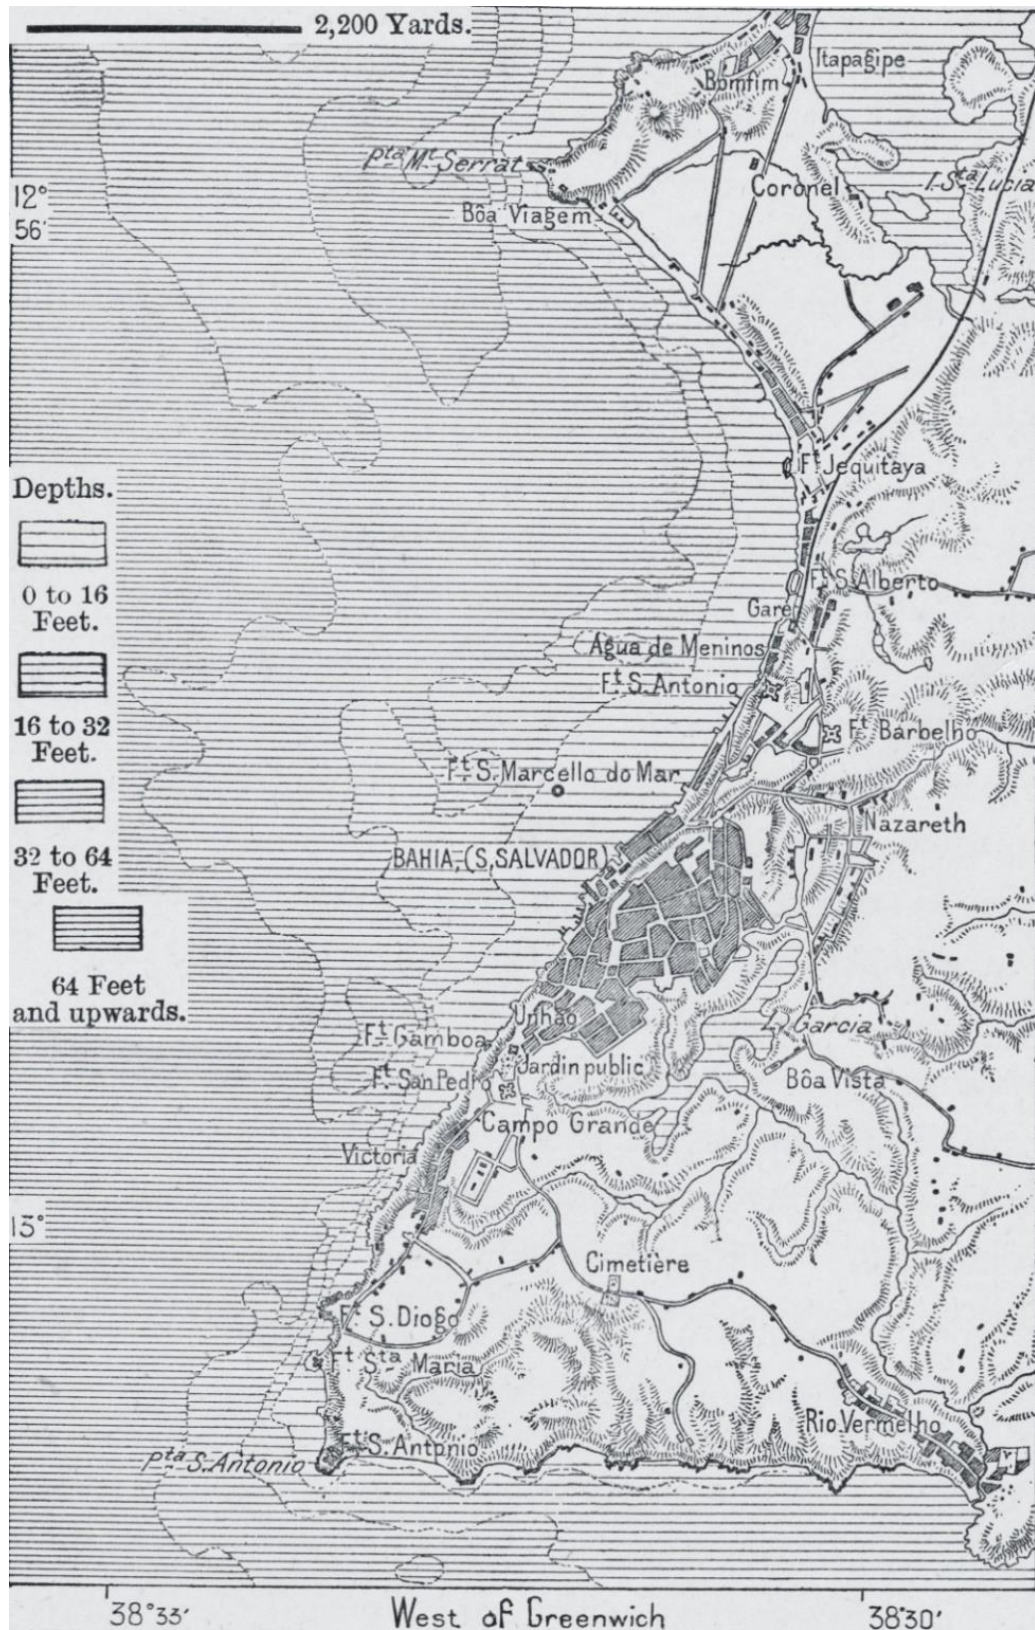 2,200 Yards.
Itapagipe
Bomfim
Pta Mt Serrat
12°
56'
Coronel
I. Sta Lucia
Bôa Viagem
Ft Jequitaya
Depths.
0 to 16
Feet.
16 to 32
Feet.
32 to 64
Feet.
64 Feet
and upwards.
Ft S. Alberto
Gare
Agua de Meninos
Ft S. Antonio
Ft Barbelho
Ft S. Marcello do Mar
Nazareth
BAHIA, (S. SALVADOR)
Unhão
Ft Gamboa
Garcia
Jardin public
Ft San Pedro
Bôa Vista
Campo Grande
Victoria
13°
Cimetière
Ft S. Diogo
Ft Sta Maria
Rio Vermelho
Ft S. Antonio
Pta S. Antonio
38°35'
West of Greenwich
38°30'